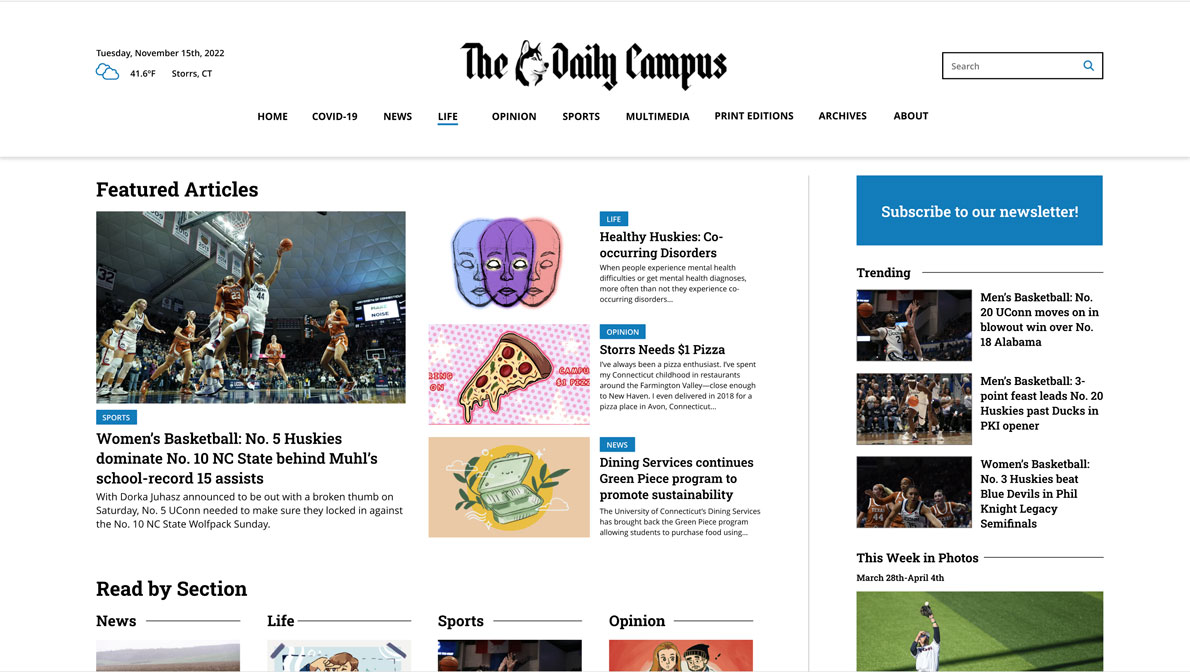 Tuesday, November 15th, 2022
41.6°F Storrs, CT
The Daily Campus
Search
HOME COVID-19 NEWS LIFE OPINION SPORTS MULTIMEDIA PRINT EDITIONS ARCHIVES ABOUT
Featured Articles
SPORTS
Women's Basketball: No. 5 Huskies
dominate No. 10 NC State behind Muhl's
school-record 15 assists
With Dorka Juhasz announced to be out with a broken thumb on
Saturday, No. 5 UConn needed to make sure they locked in against
the No. 10 NC State Wolfpack Sunday.
LIFE
Healthy Huskies: Co-
occurring Disorders
When people experience mental health
difficulties or get mental health diagnoses,
more often than not they experience co-
occurring disorders...
OPINION
Storrs Needs $1 Pizza
I've always been a pizza enthusiast. I've spent
my Connecticut childhood in restaurants
around the Farmington Valley—close enough
to New Haven. I even delivered in 2018 for a
pizza place in Avon, Connecticut...
NEWS
Dining Services continues
Green Piece program to
promote sustainability
The University of Connecticut's Dining Services
has brought back the Green Piece program
allowing students to purchase food using...
Subscribe to our newsletter!
Trending
Men's Basketball: No.
20 UConn moves on in
blowout win over No.
18 Alabama
Men's Basketball: 3-
point feast leads No. 20
Huskies past Ducks in
PKI opener
Women's Basketball:
No. 3 Huskies beat
Blue Devils in Phil
Knight Legacy
Semifinals
This Week in Photos
March 28th-April 4th
Read by Section
News Life Sports Opinion